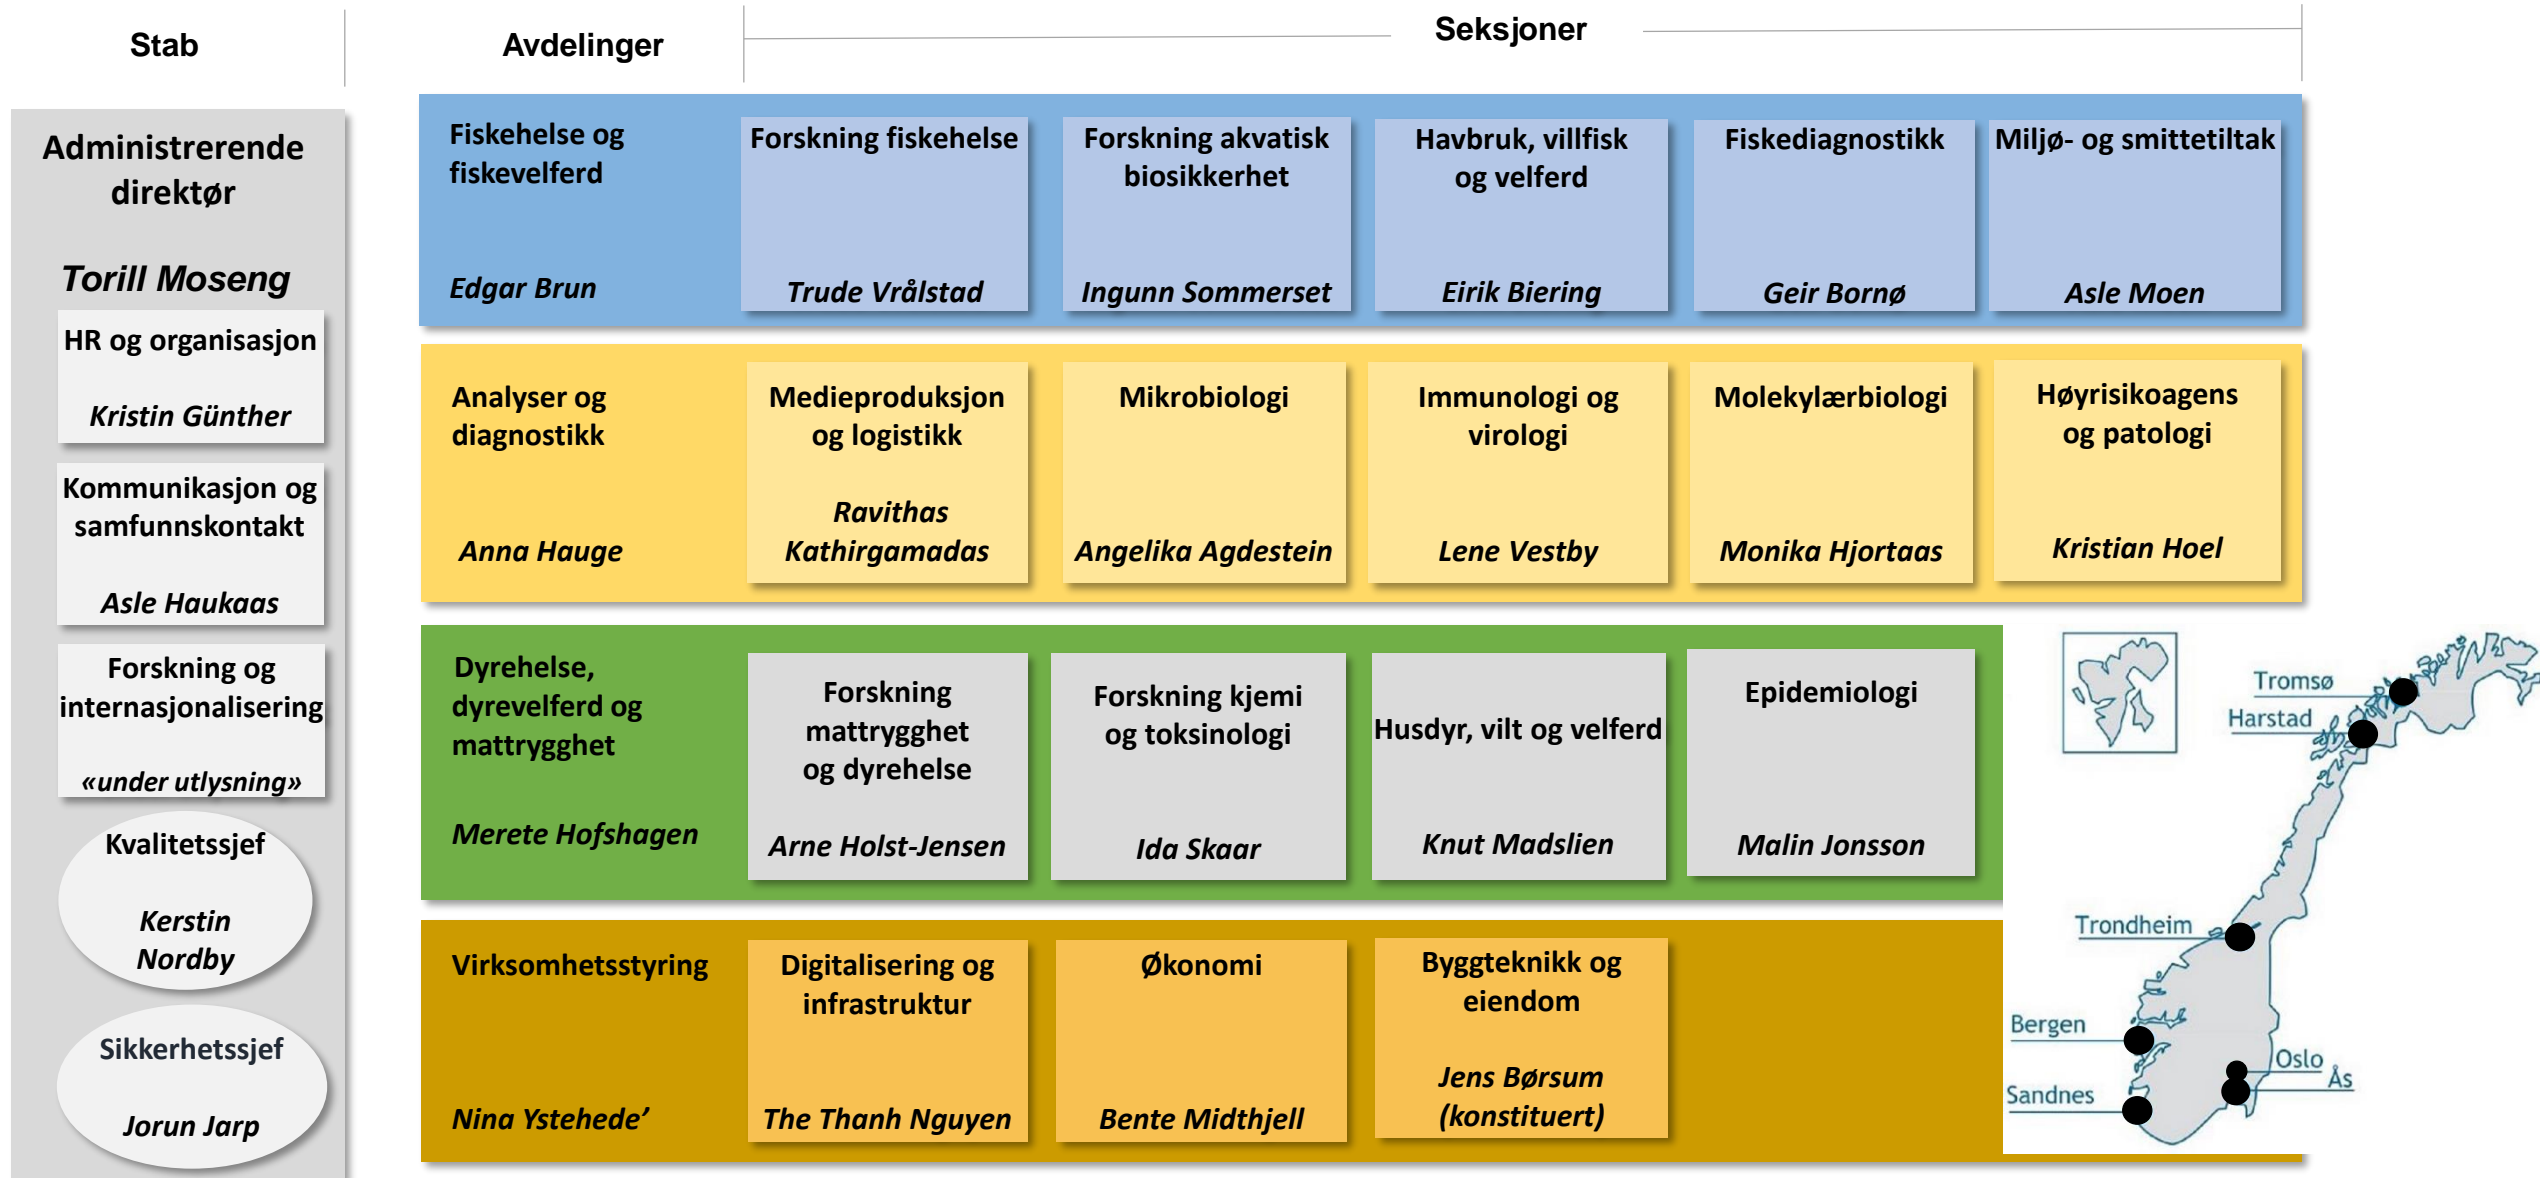 Stab
Avdelinger
Seksjoner
Administrerende
direktør
Torill Moseng
HR og organisasjon
Kristin Günther
Kommunikasjon og
samfunnskontakt
Asle Haukaas
Forskning og
internasjonalisering
«under utlysning»
Kvalitetssjef
Kerstin
Nordby
Sikkerhetssjef
Jorun Jarp
Fiskehelse og
fiskevelferd
Edgar Brun
Forskning fiskehelse
Trude Vrålstad
Forskning akvatisk
biosikkerhet
Ingunn Sommerset
Havbruk, villfisk
og velferd
Eirik Biering
Fiskediagnostikk
Geir Bornø
Miljø- og smittetiltak
Asle Moen
Analyser og
diagnostikk
Anna Hauge
Medieproduksjon
og logistikk
Ravithas
Kathirgamadas
Mikrobiologi
Angelika Agdestein
Immunologi og
virologi
Lene Vestby
Molekylærbiologi
Monika Hjortaas
Høyrisikoagens
og patologi
Kristian Hoel
Dyrehelse,
dyrevelferd og
mattrygghet
Merete Hofshagen
Forskning
mattrygghet
og dyrehelse
Arne Holst-Jensen
Forskning kjemi
og toksinologi
Ida Skaar
Husdyr, vilt og velferd
Knut Madslien
Epidemiologi
Malin Jonsson
Virksomhetsstyring
Nina Ystehede’
Digitalisering og
infrastruktur
The Thanh Nguyen
Økonomi
Bente Midthjell
Byggteknikk og
eiendom
Jens Børsum
(konstituert)
Tromsø
Harstad
Trondheim
Bergen
Oslo
Ås
Sandnes